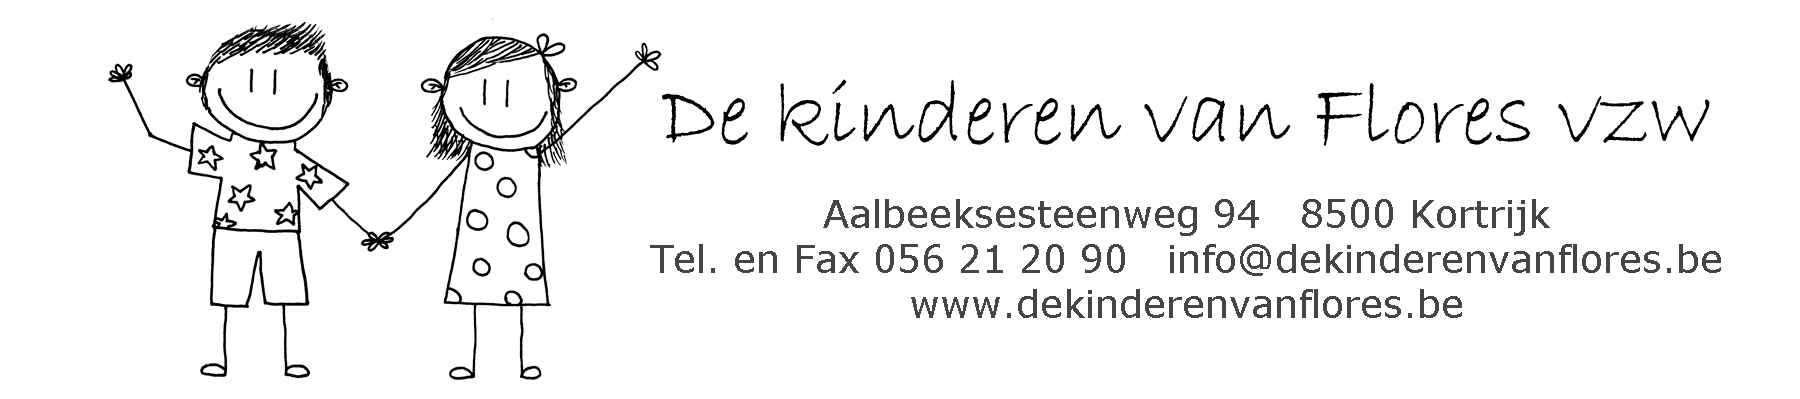 De kinderen van Flores vzw
Aalbeeksesteenweg 94   8500 Kortrijk
Tel. en Fax 056 21 20 90   info@dekinderenvanflores.be
www.dekinderenvanflores.be